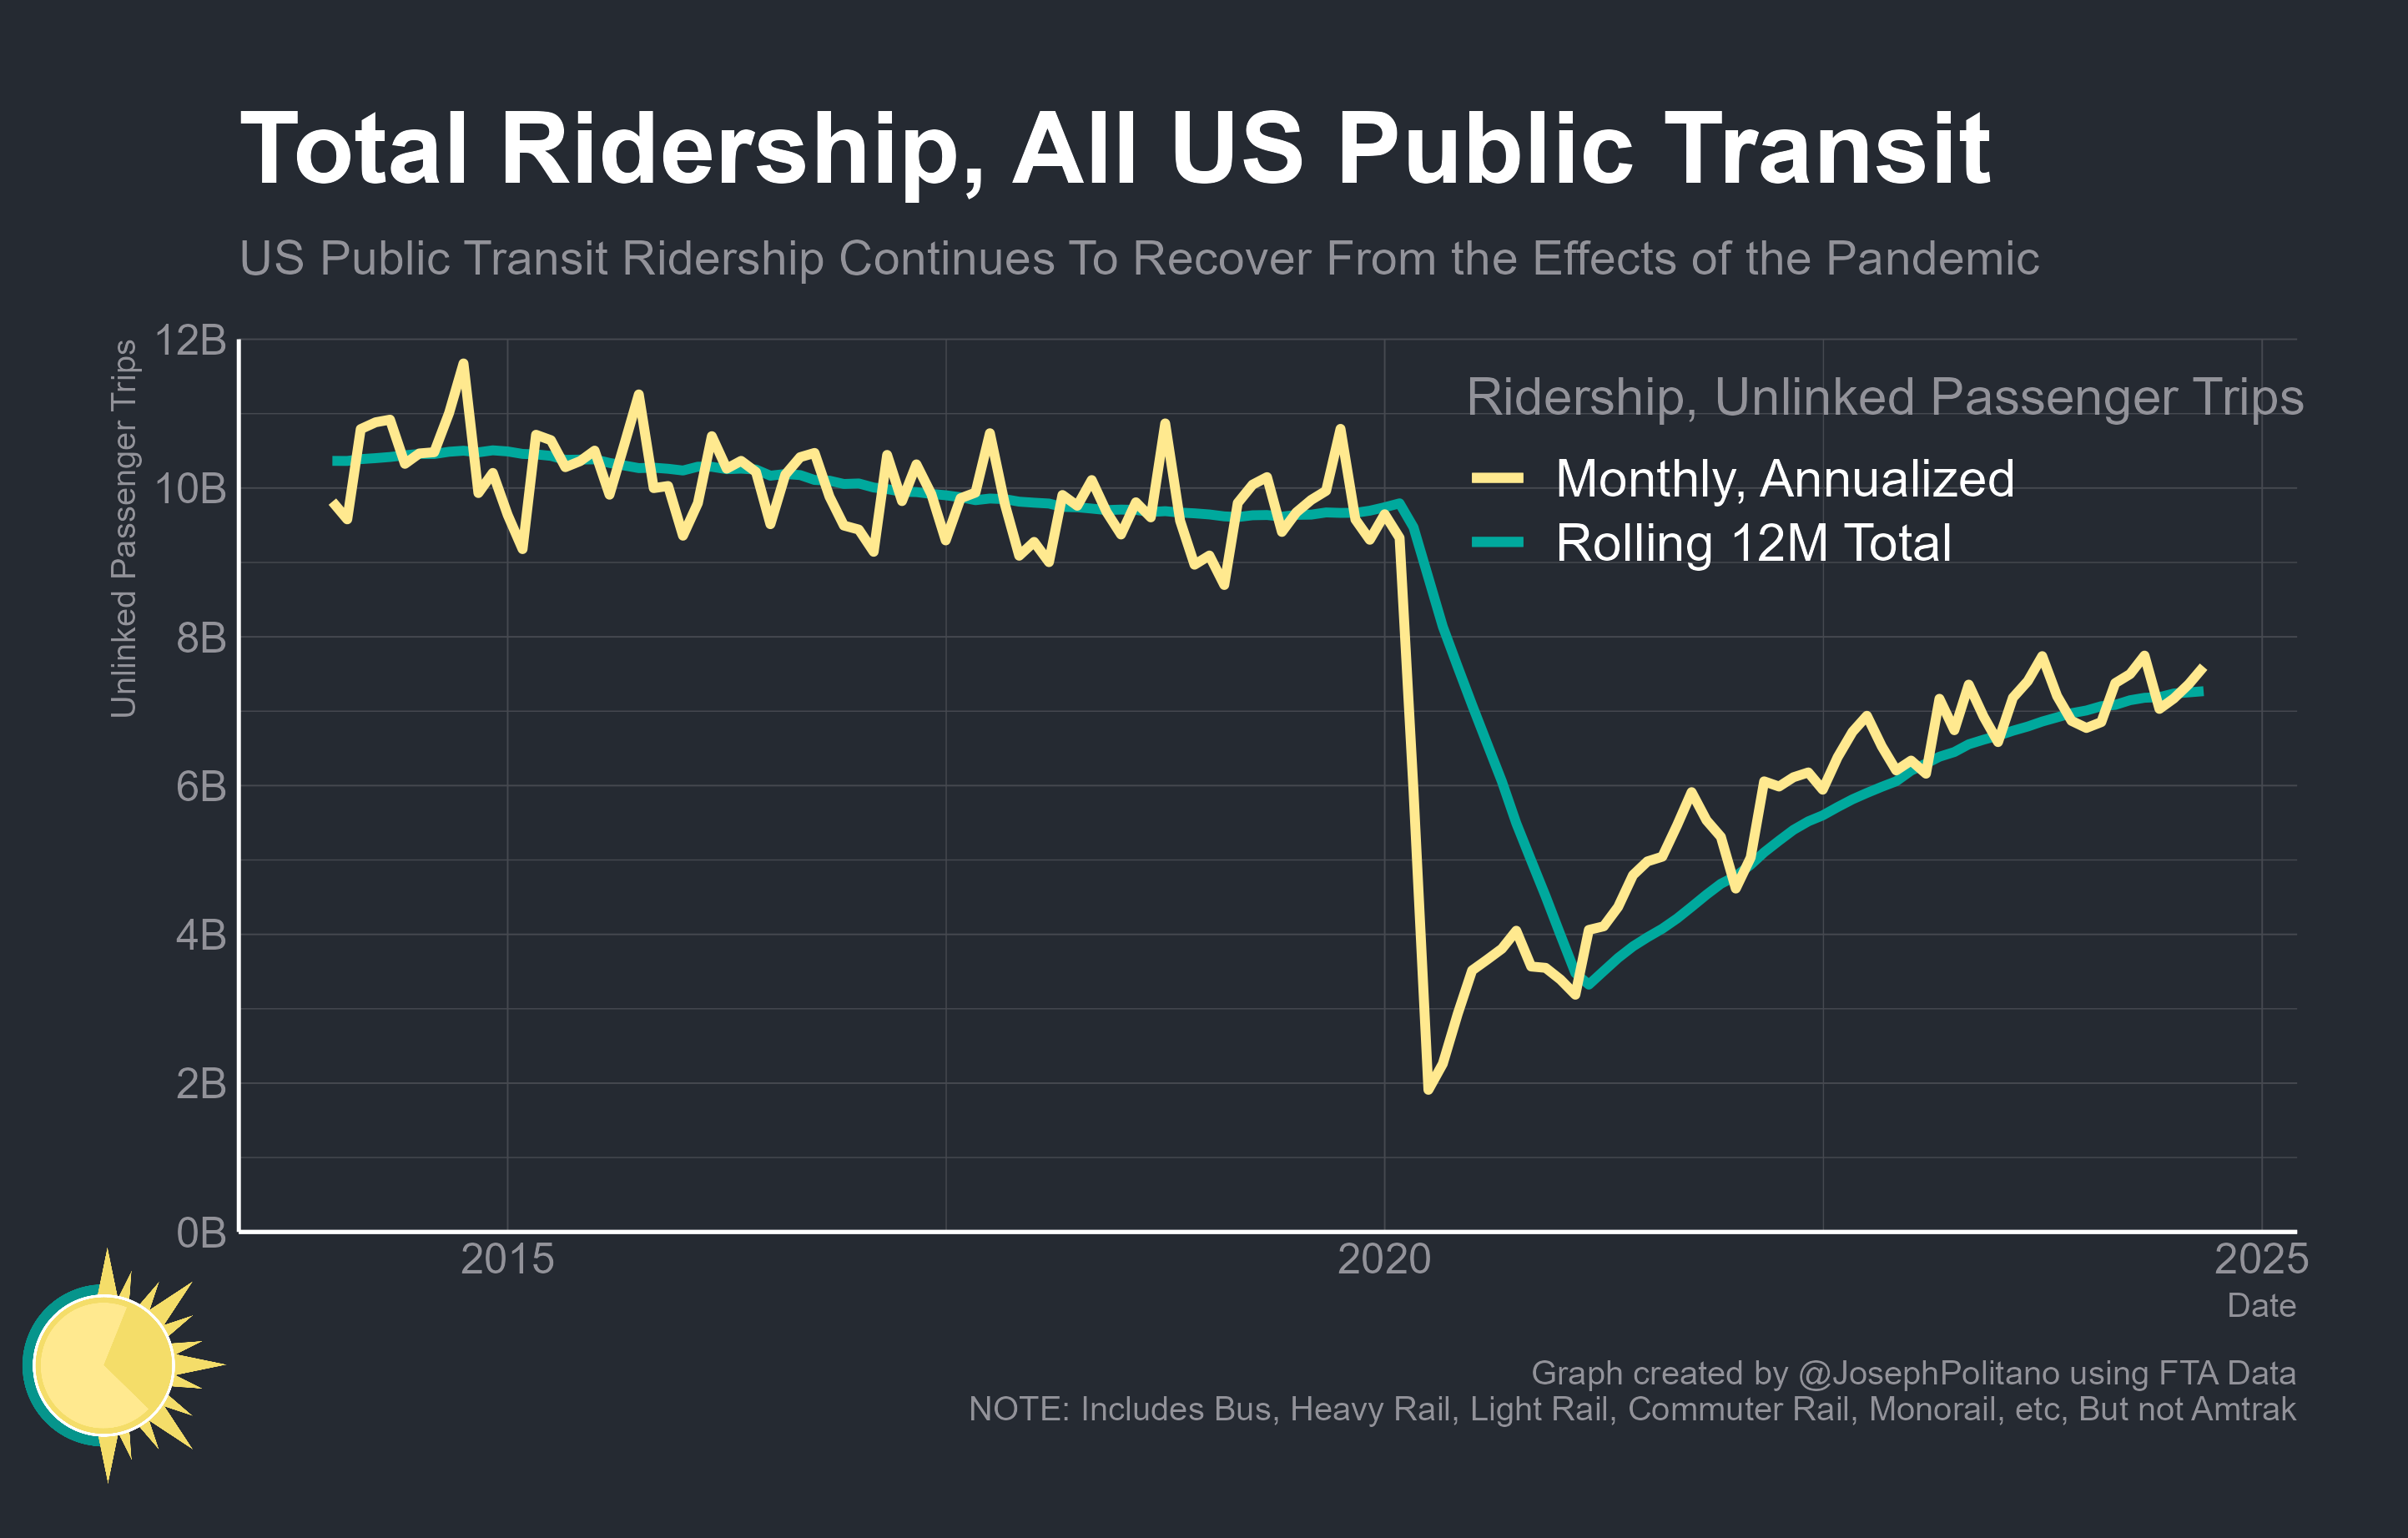 Total Ridership, All US Public Transit
US Public Transit Ridership Continues To Recover From the Effects of the Pandemic
Unlinked Passenger Trips
12B
10B
8B
6B
4B
2B
0B
Ridership, Unlinked Passenger Trips
Monthly, Annualized
Rolling 12M Total
2015
2020
2025
Date
Graph created by @JosephPolitano using FTA Data
NOTE: Includes Bus, Heavy Rail, Light Rail, Commuter Rail, Monorail, etc, But not Amtrak